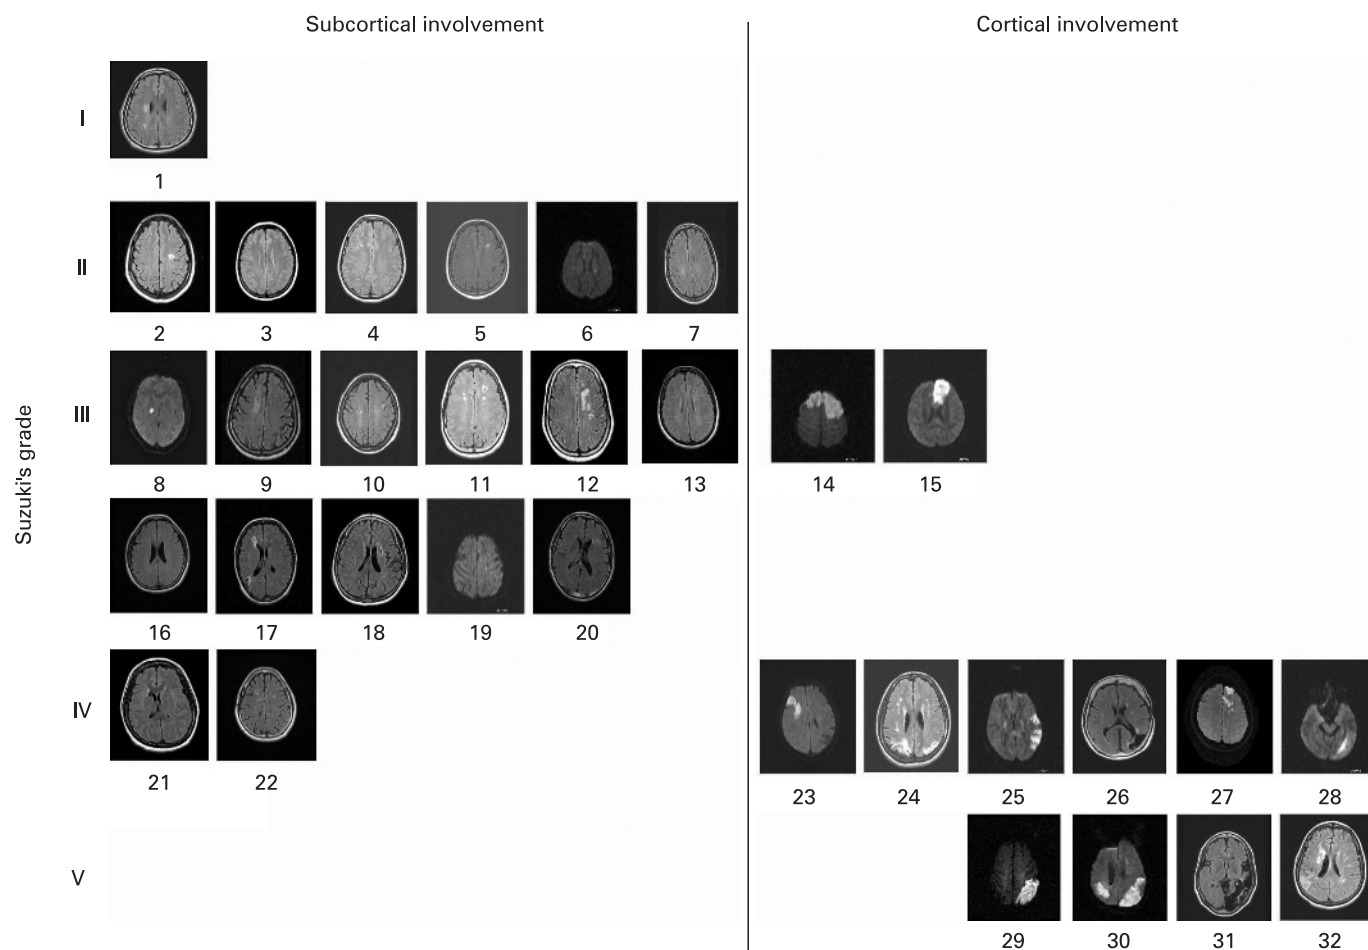 Subcortical involvement
Cortical involvement
Suzuki's grade
I
1
II
2 3 4 5 6 7
III
8 9 10 11 12 13 14 15
16 17 18 19 20
IV
21 22 23 24 25 26 27 28
V
29 30 31 32